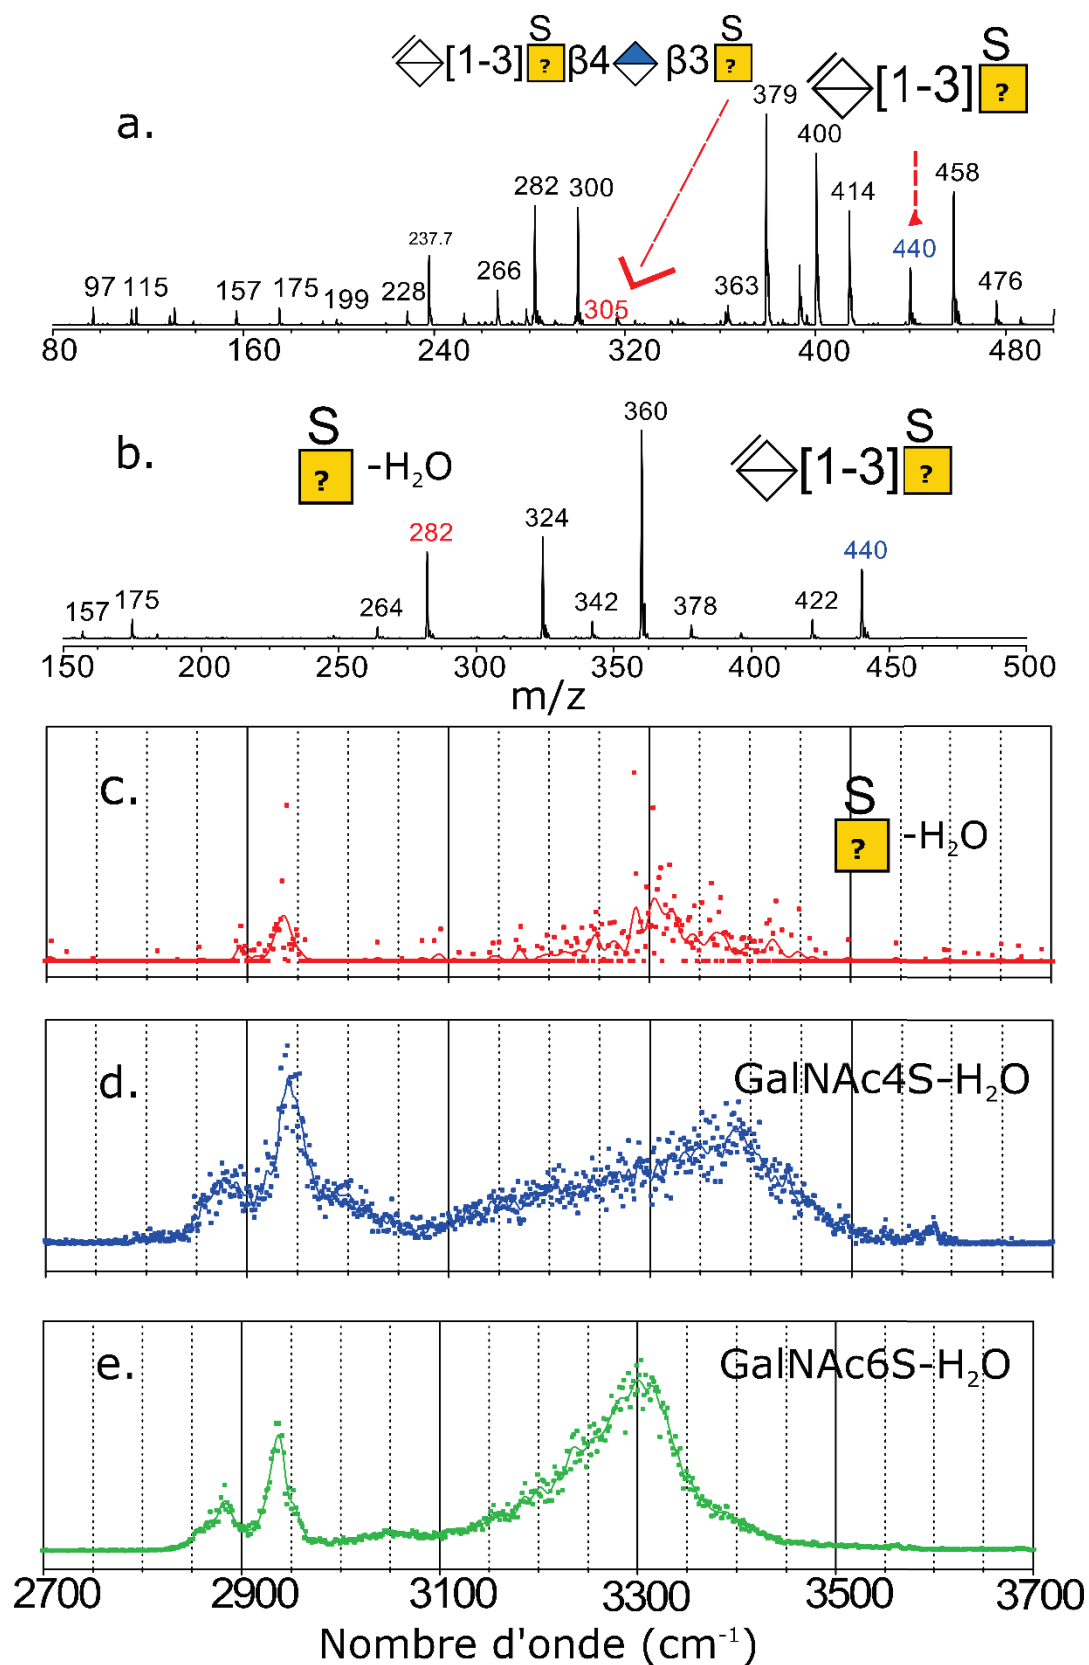 S S
[1-3] ? β4 β3 ?
S
[1-3] ?
a.
379
400
414
282
300
458
237.7
440
266
363
476
97
115
157
175
199
228
305
80 160 240 320 400 480
b.
S
? -H₂O
S
[1-3] ?
360
324
282
440
157
175
264
342
378
422
150 200 250 300 350 400 450 500
m/z
c.
S
? -H₂O
d.
GalNAc4S-H₂O
e.
GalNAc6S-H₂O
2700 2900 3100 3300 3500 3700
Nombre d'onde (cm⁻¹)